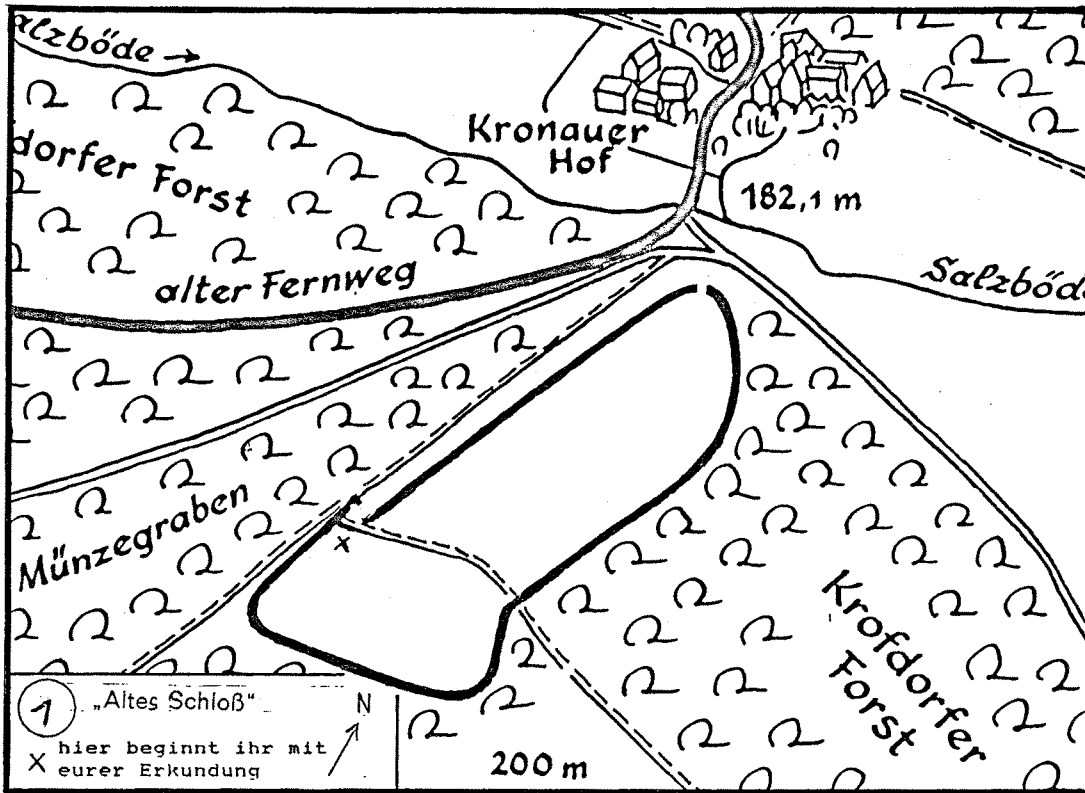 alzböde →
Kronauer
Hof
dorfer Forst
182,1 m
alter Fernweg
Salzböde
Münzegraben
Krofdorfer
Forst
1 „Altes Schloß"
N
X hier beginnt ihr mit
eurer Erkundung
x
200 m